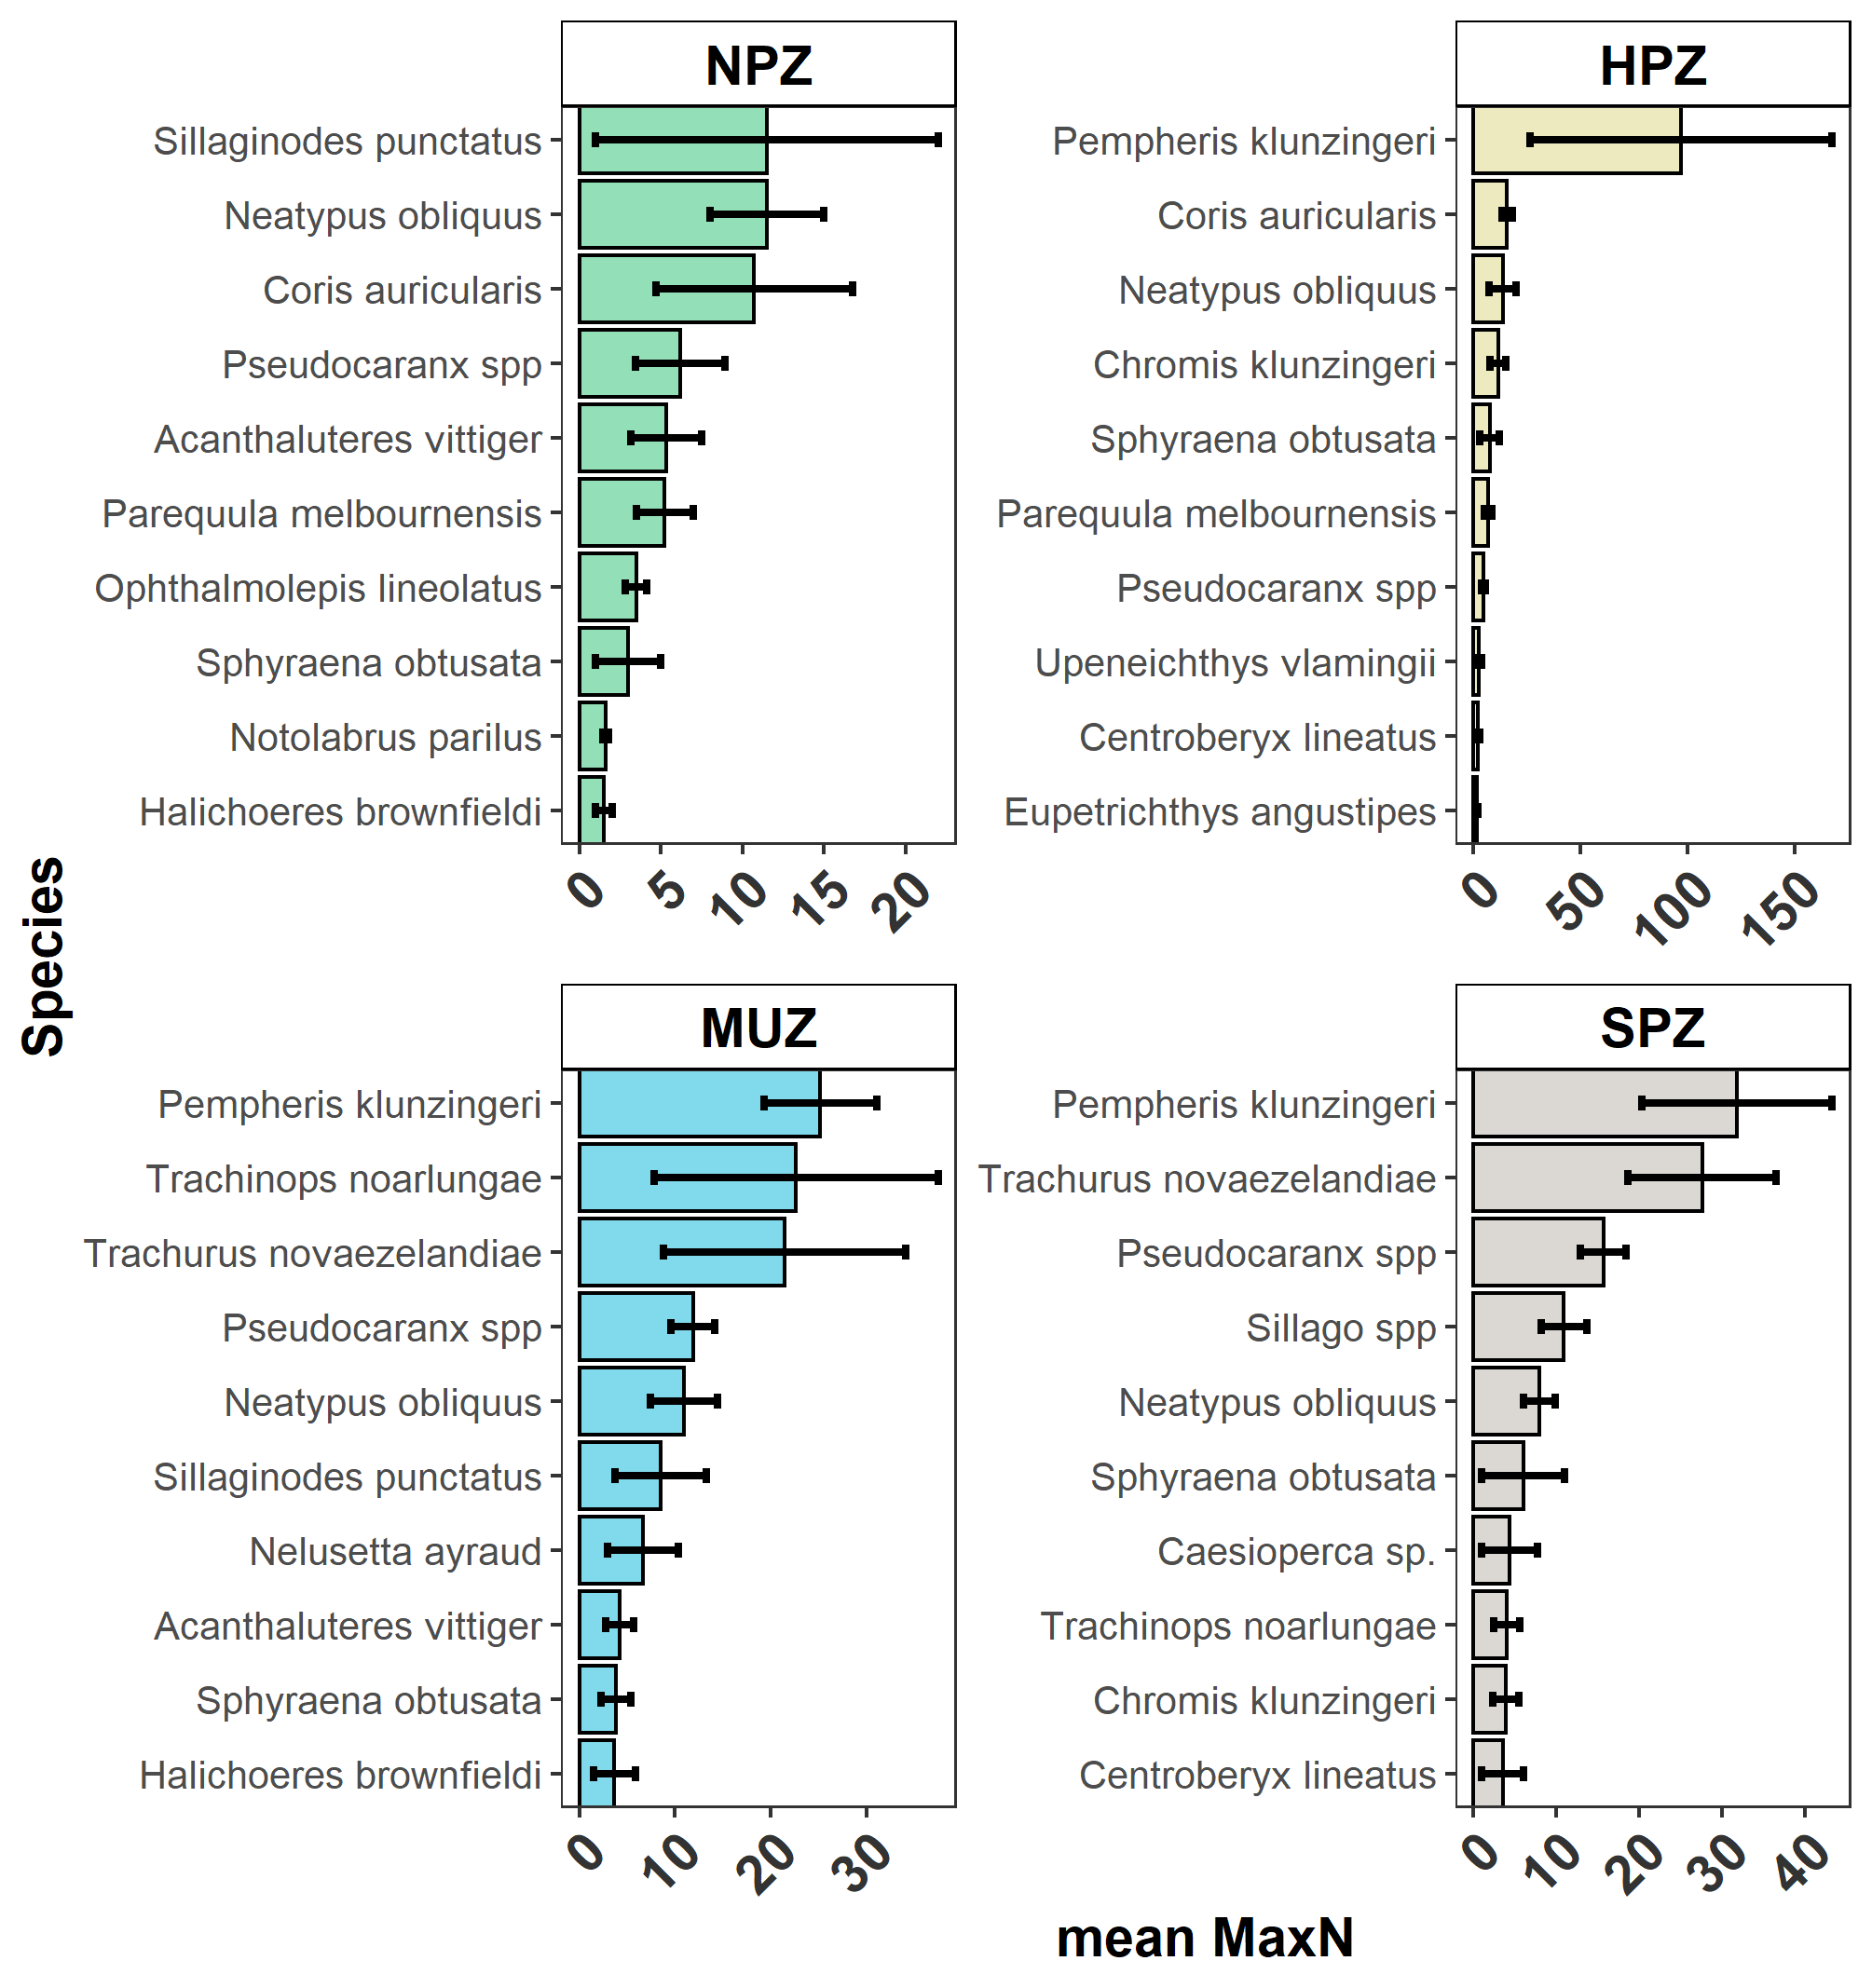 NPZ
Sillaginodes punctatus
Neatypus obliquus
Coris auricularis
Pseudocaranx spp
Acanthaluteres vittiger
Parequula melbournensis
Ophthalmolepis lineolatus
Sphyraena obtusata
Notolabrus parilus
Halichoeres brownfieldi
0 5 10 15 20
HPZ
Pempheris klunzingeri
Coris auricularis
Neatypus obliquus
Chromis klunzingeri
Sphyraena obtusata
Parequula melbournensis
Pseudocaranx spp
Upeneichthys vlamingii
Centroberyx lineatus
Eupetrichthys angustipes
0 50 100 150
Species
MUZ
Pempheris klunzingeri
Trachinops noarlungae
Trachurus novaezelandiae
Pseudocaranx spp
Neatypus obliquus
Sillaginodes punctatus
Nelusetta ayraud
Acanthaluteres vittiger
Sphyraena obtusata
Halichoeres brownfieldi
0 10 20 30
SPZ
Pempheris klunzingeri
Trachurus novaezelandiae
Pseudocaranx spp
Sillago spp
Neatypus obliquus
Sphyraena obtusata
Caesioperca sp.
Trachinops noarlungae
Chromis klunzingeri
Centroberyx lineatus
0 10 20 30 40
mean MaxN